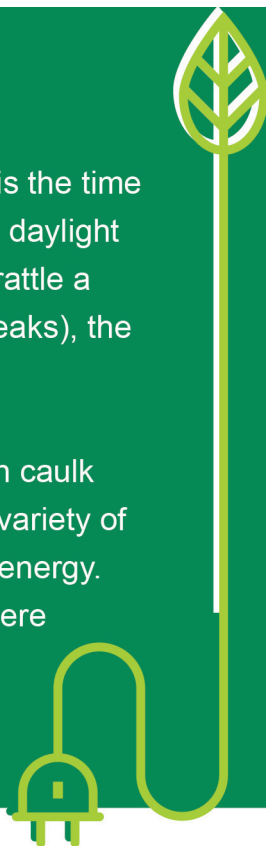 is the time
daylight
rattle a
eaks), the
n caulk
variety of
energy.
ere